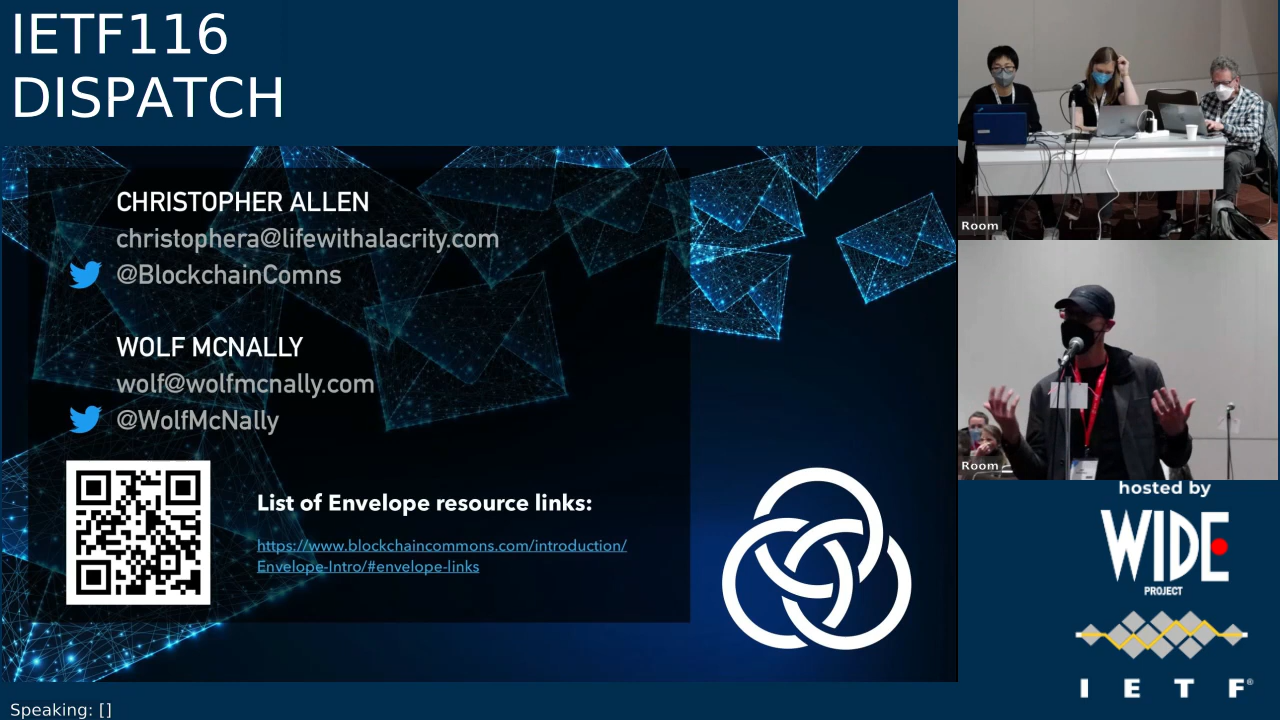 IETF116
DISPATCH
CHRISTOPHER ALLEN
christophera@lifewithalacrity.com
@BlockchainComns
WOLF MCNALLY
wolf@wolfmcnally.com
@WolfMcNally
List of Envelope resource links:
https://www.blockchaincommons.com/introduction/
Envelope-Intro/#envelope-links
Room
Room
hosted by
WIDE
PROJECT
I E T F®
Speaking: []